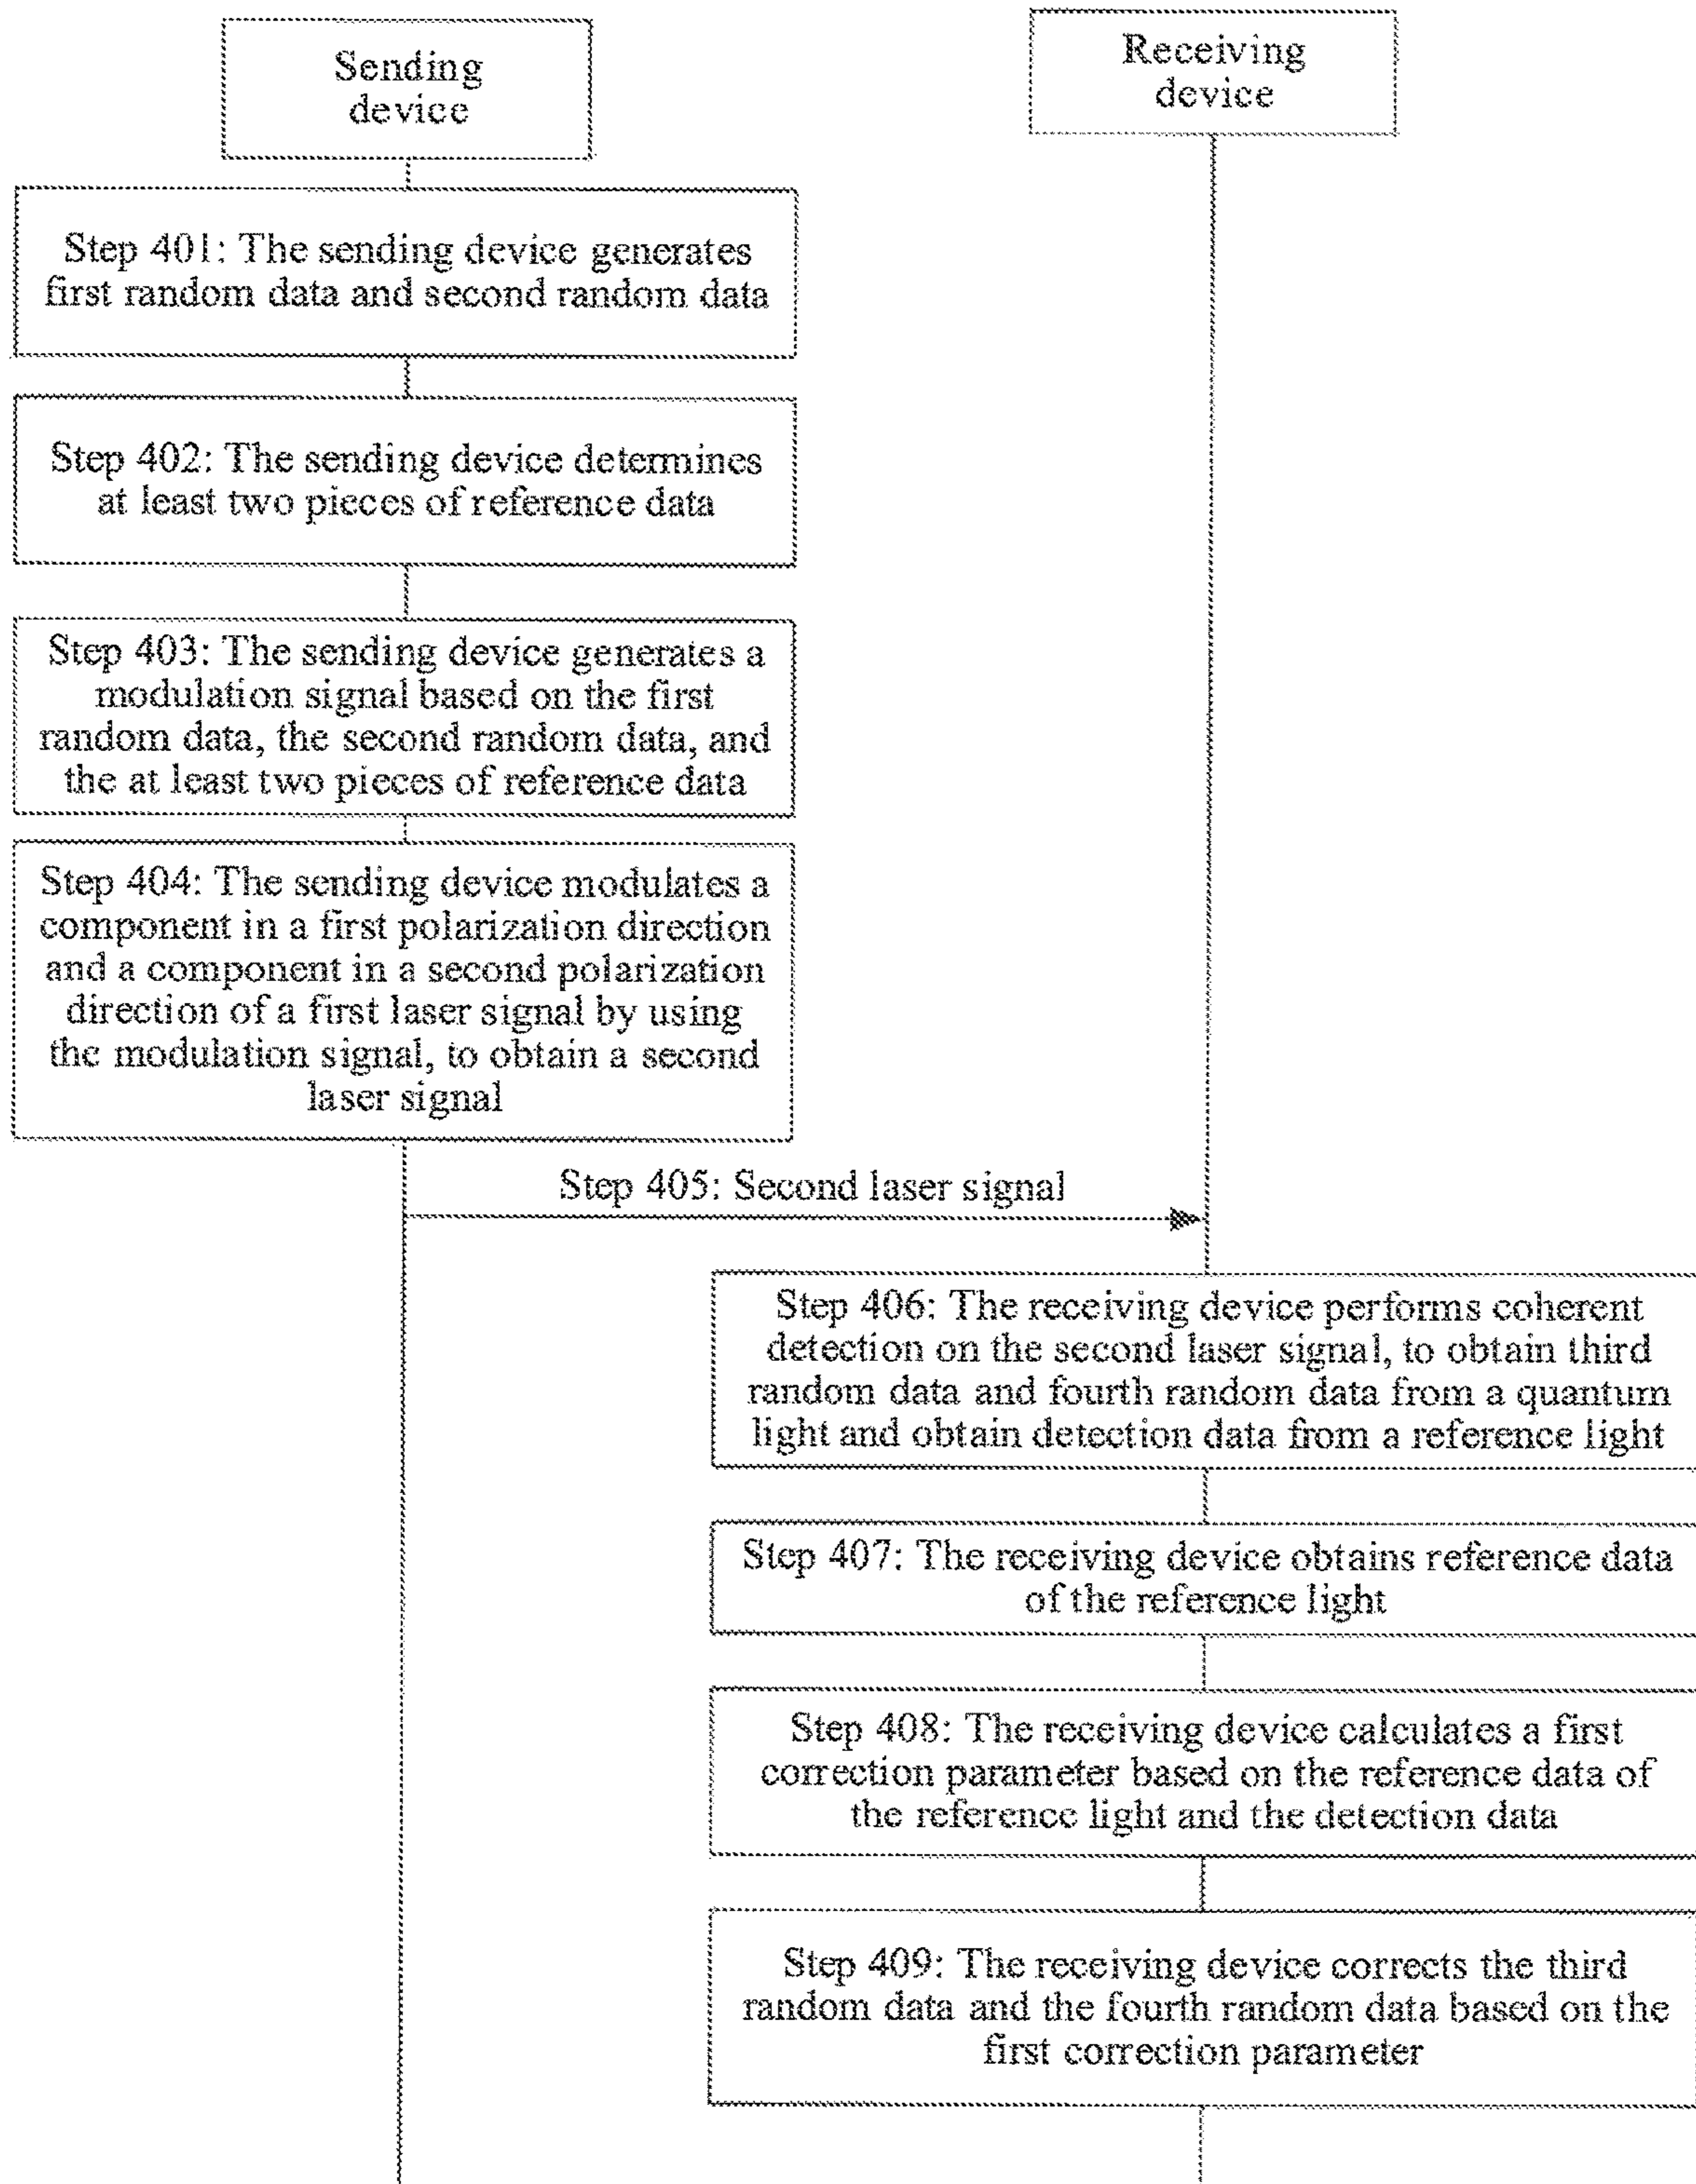 Sending
device
Receiving
device
Step 401: The sending device generates
first random data and second random data
Step 402: The sending device determines
at least two pieces of reference data
Step 403: The sending device generates a
modulation signal based on the first
random data, the second random data, and
the at least two pieces of reference data
Step 404: The sending device modulates a
component in a first polarization direction
and a component in a second polarization
direction of a first laser signal by using
the modulation signal, to obtain a second
laser signal
Step 405: Second laser signal
Step 406: The receiving device performs coherent
detection on the second laser signal, to obtain third
random data and fourth random data from a quantum
light and obtain detection data from a reference light
Step 407: The receiving device obtains reference data
of the reference light
Step 408: The receiving device calculates a first
correction parameter based on the reference data of
the reference light and the detection data
Step 409: The receiving device corrects the third
random data and the fourth random data based on the
first correction parameter